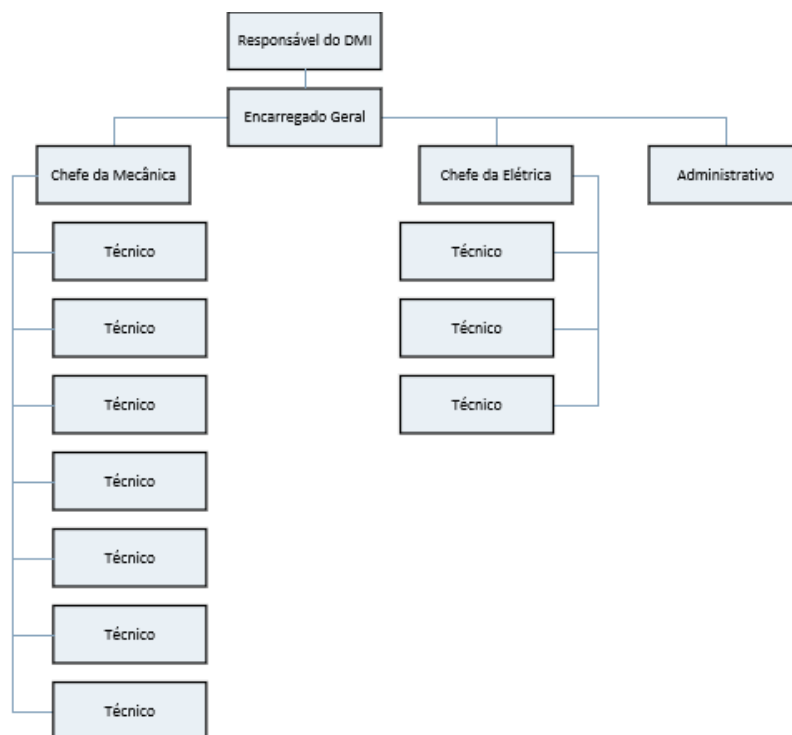 Responsável do DMI
Encarregado Geral
Chefe da Mecânica
Chefe da Elétrica
Administrativo
Técnico
Técnico
Técnico
Técnico
Técnico
Técnico
Técnico
Técnico
Técnico
Técnico